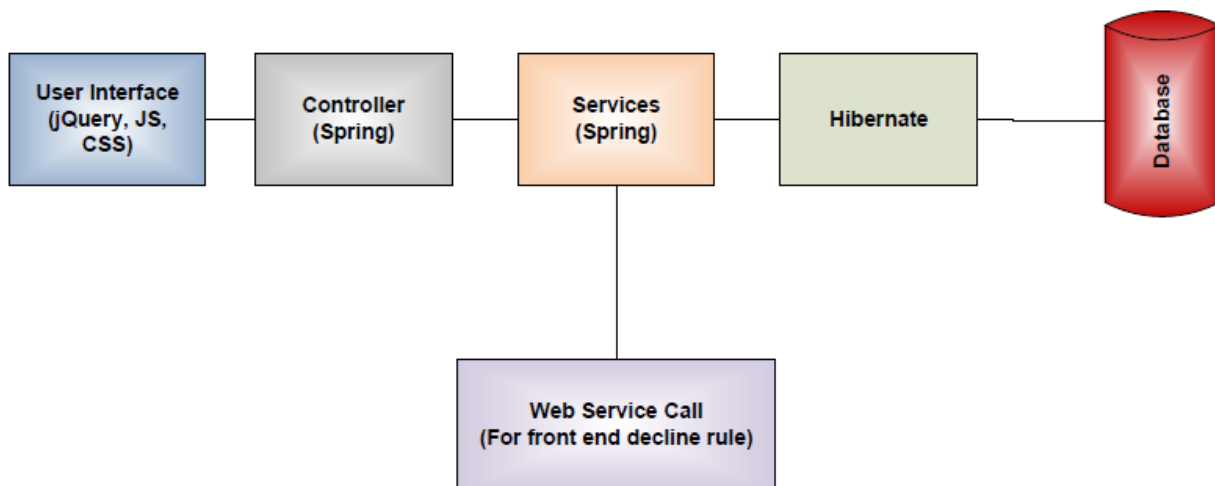 User Interface
(jQuery, JS,
CSS)
Controller
(Spring)
Services
(Spring)
Hibernate
Database
Web Service Call
(For front end decline rule)